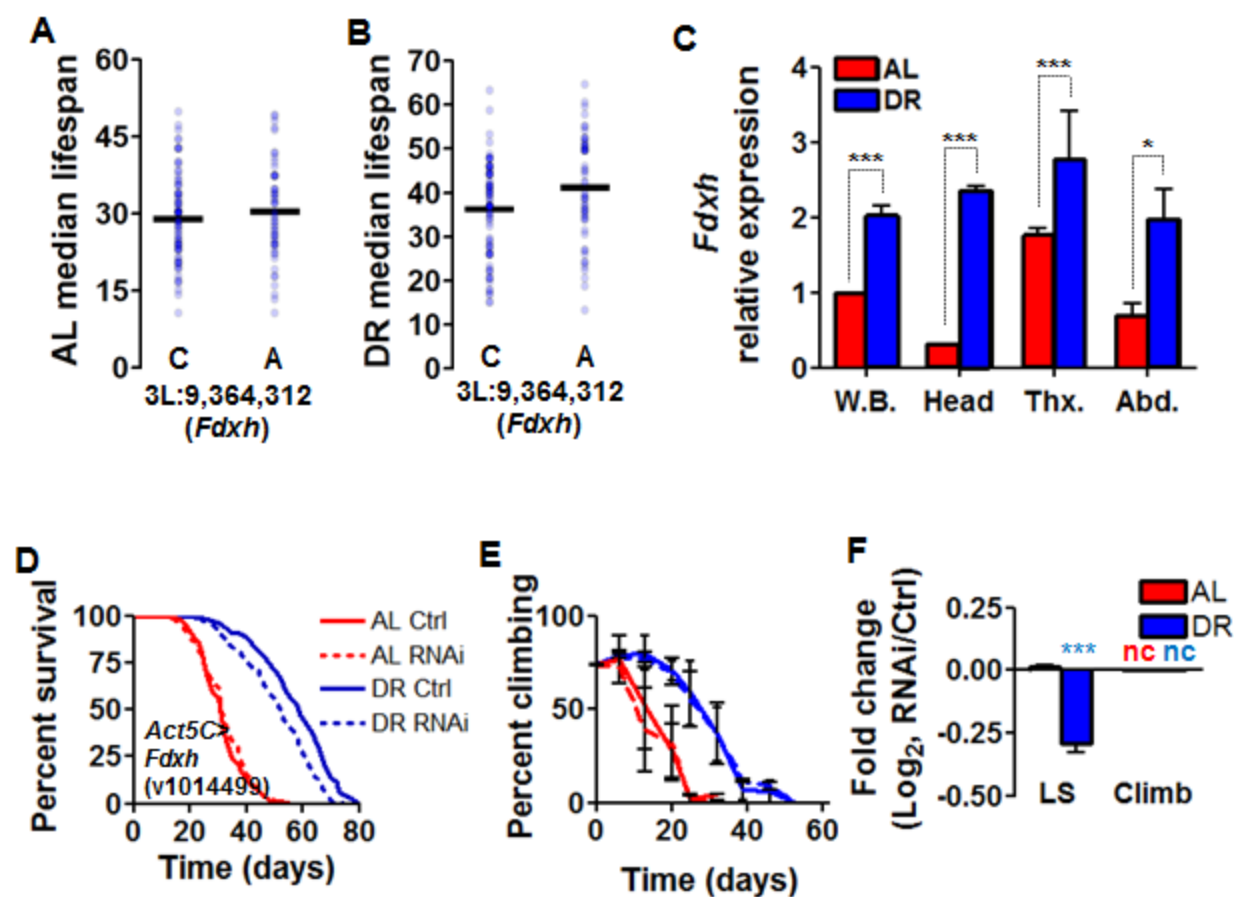 A
AL median lifespan
60
45
30
15
0
C A
3L:9,364,312
(Fdxh)
B
DR median lifespan
70
60
50
40
30
20
10
0
C A
3L:9,364,312
(Fdxh)
C
Fdxh
relative expression
4
3
2
1
0
AL
DR
***
***
***
*
W.B. Head Thx. Abd.
D
Percent survival
100
75
50
25
0
Act5C>
Fdxh
(v1014499)
0 20 40 60 80
Time (days)
AL Ctrl
AL RNAi
DR Ctrl
DR RNAi
E
Percent climbing
100
50
0
0 20 40 60
Time (days)
F
Fold change
(Log2, RNAi/Ctrl)
0.25
0.00
-0.25
-0.50
AL
DR
***
nc nc
LS Climb